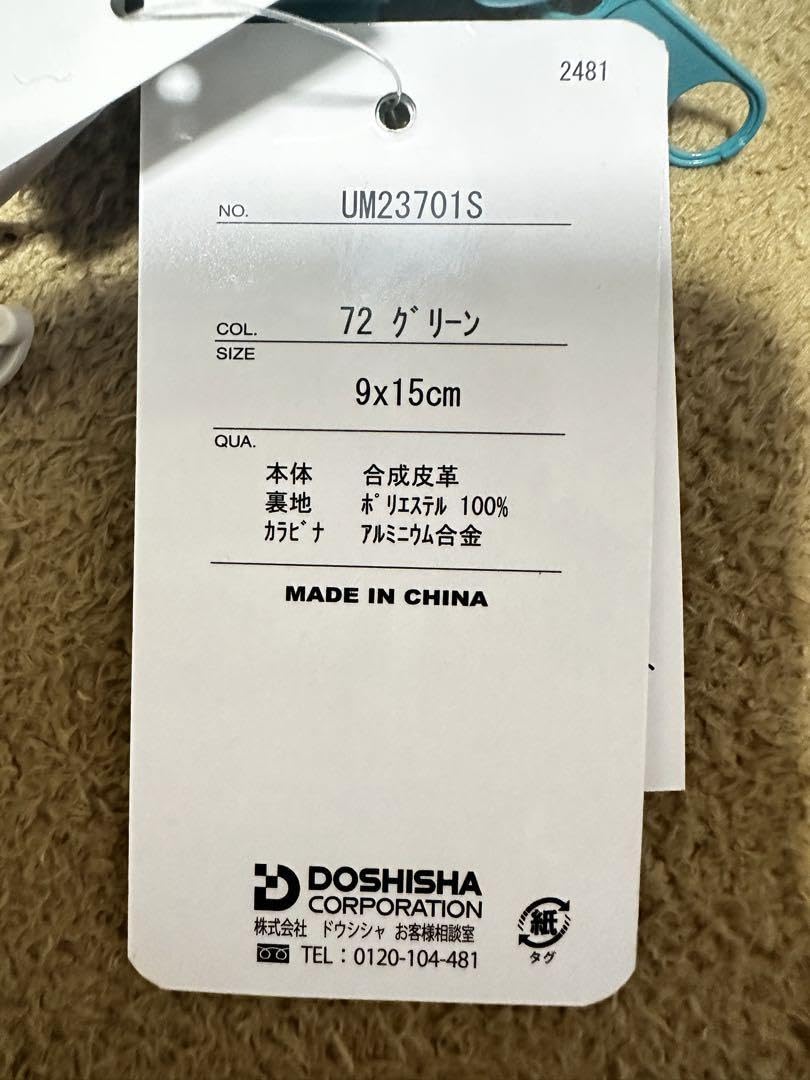 2481
NO. UM23701S
COL. 72 ｸﾞﾘｰﾝ
SIZE
9x15cm
QUA.
本体 合成皮革
裏地 ﾎﾟﾘｴｽﾃﾙ 100%
ｶﾗﾋﾞﾅ ｱﾙﾐﾆｳﾑ合金
MADE IN CHINA
DOSHISHA
CORPORATION
株式会社 ドウシシャ お客様相談室
TEL：0120-104-481
紙
タグ